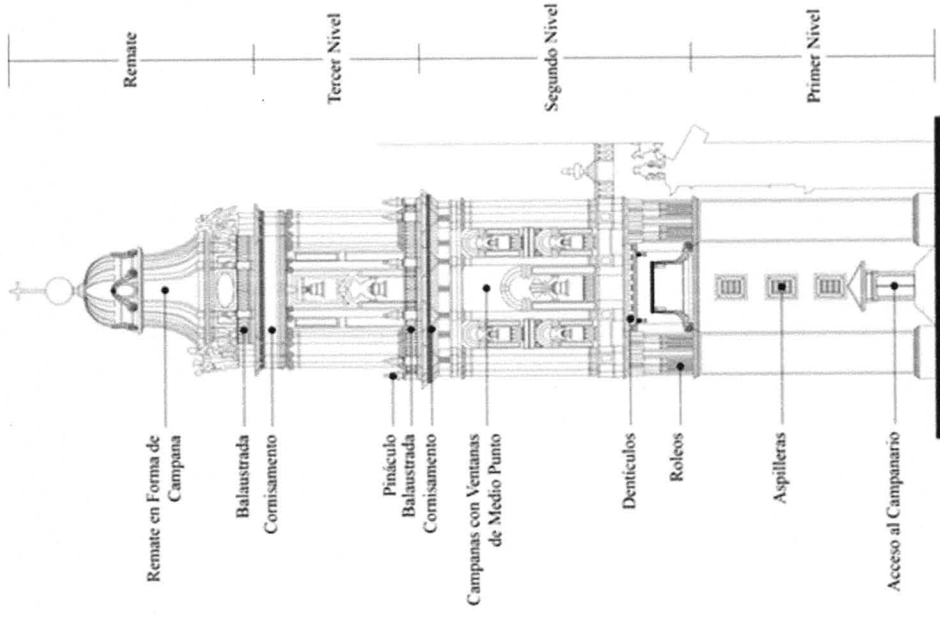 Remate
Tercer Nivel
Segundo Nivel
Primer Nivel
Remate en Forma de
Campana
Balaustrada
Cornisamento
Pináculo
Balaustrada
Cornisamento
Campanas con Ventanas
de Medio Punto
Dentículos
Roleos
Aspilleras
Acceso al Campanario